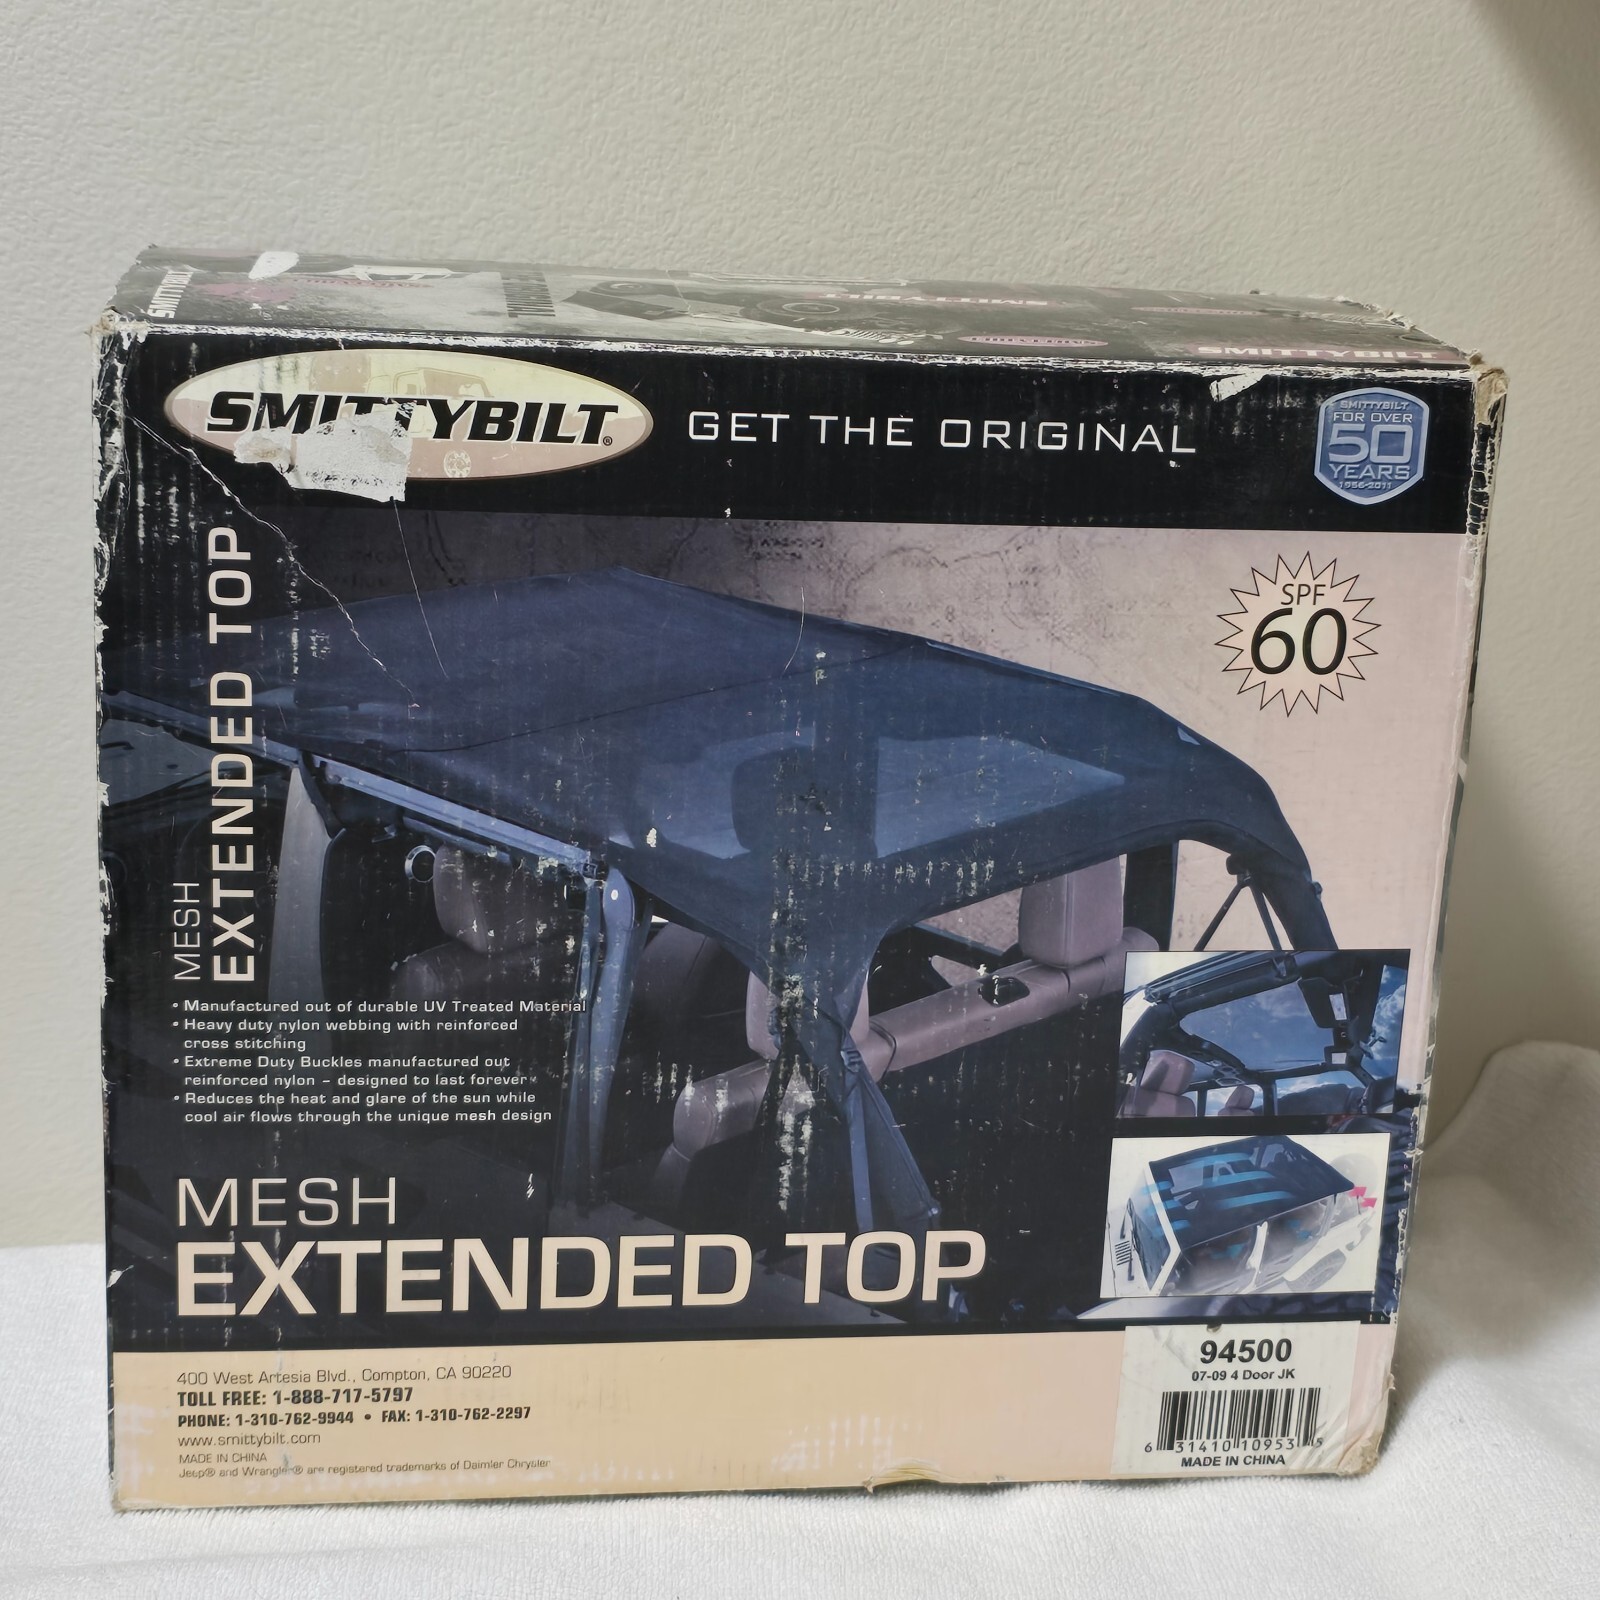 SMITTYBILT
SMITTYBILT
SMITTYBILT
SMITTYBILT®
GET THE ORIGINAL
SMITTYBILT
FOR OVER
50
YEARS
1956-2011
SPF
60
MESH
EXTENDED TOP
• Manufactured out of durable UV Treated Material
• Heavy duty nylon webbing with reinforced
cross stitching
• Extreme Duty Buckles manufactured out
reinforced nylon – designed to last forever
• Reduces the heat and glare of the sun while
cool air flows through the unique mesh design
MESH
EXTENDED TOP
400 West Artesia Blvd., Compton, CA 90220
TOLL FREE: 1-888-717-5797
PHONE: 1-310-762-9944 • FAX: 1-310-762-2297
www.smittybilt.com
MADE IN CHINA
Jeep® and Wrangler® are registered trademarks of Daimler Chrysler
94500
07-09 4 Door JK
6 31410 10953 5
MADE IN CHINA